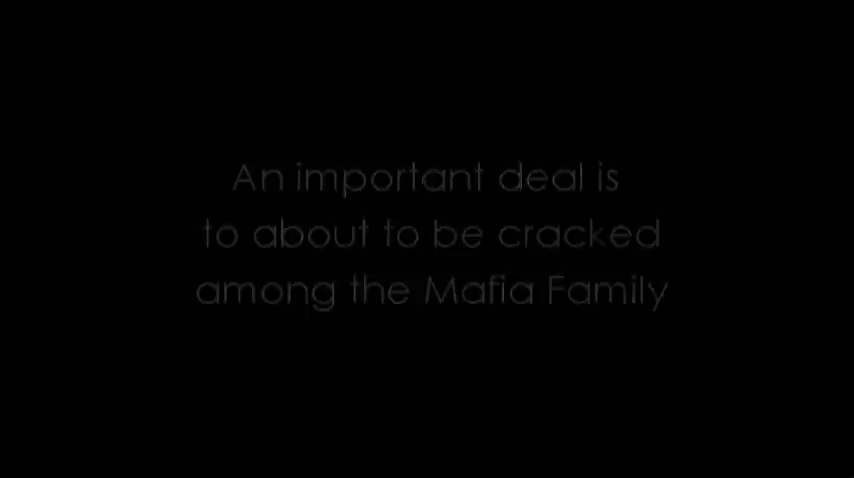 An important deal is
to about to be cracked
among the Mafia Family